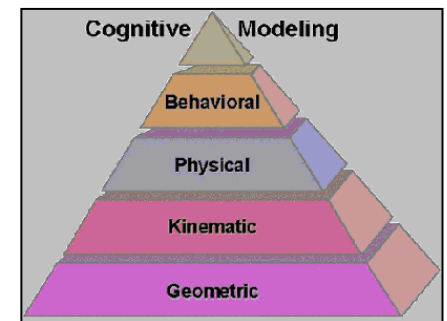 Cognitive Modeling
Behavioral
Physical
Kinematic
Geometric